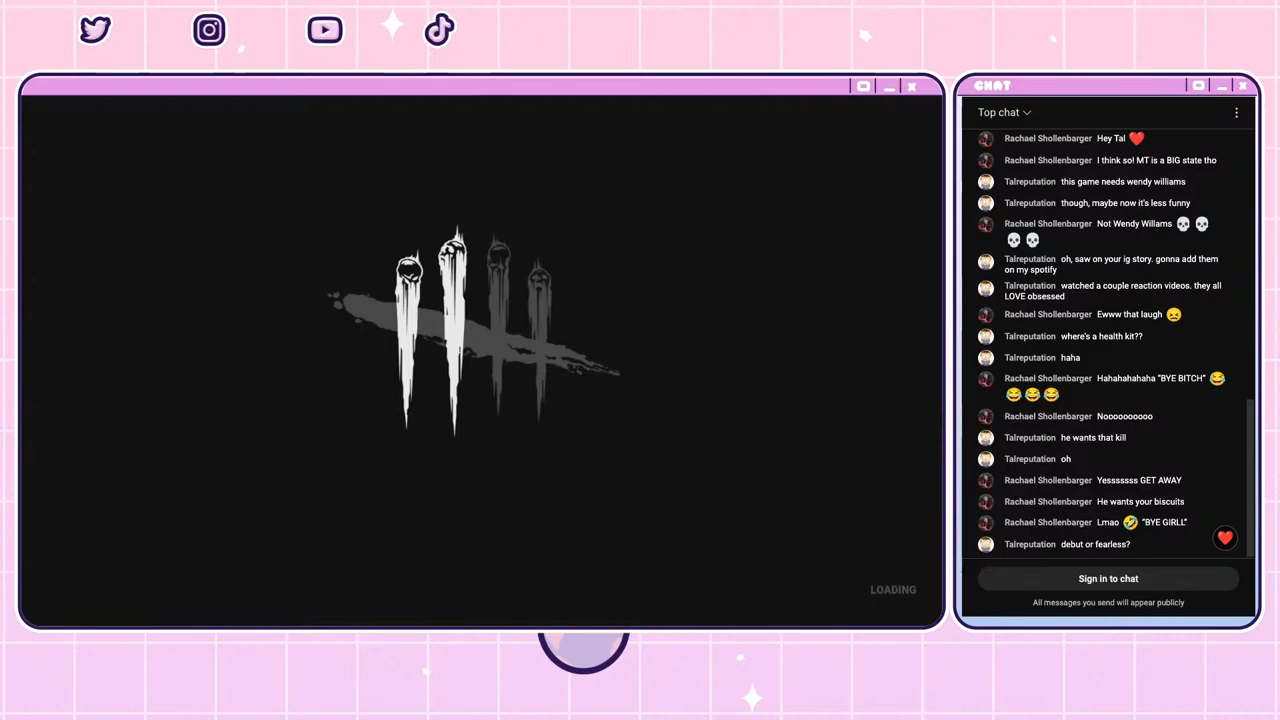 CHAT
Top chat
Rachael Shollenbarger Hey Tal
Rachael Shollenbarger I think so! MT is a BIG state tho
Talreputation this game needs wendy williams
Talreputation though, maybe now it's less funny
Rachael Shollenbarger Not Wendy Willams
Talreputation oh, saw on your ig story. gonna add them
on my spotify
Talreputation watched a couple reaction videos. they all
LOVE obsessed
Rachael Shollenbarger Ewww that laugh
Talreputation where's a health kit??
Talreputation haha
Rachael Shollenbarger Hahahahahaha “BYE BITCH”
Rachael Shollenbarger Noooooooooo
Talreputation he wants that kill
Talreputation oh
Rachael Shollenbarger Yesssssss GET AWAY
Rachael Shollenbarger He wants your biscuits
Rachael Shollenbarger Lmao “BYE GIRLL”
Talreputation debut or fearless?
LOADING
Sign in to chat
All messages you send will appear publicly